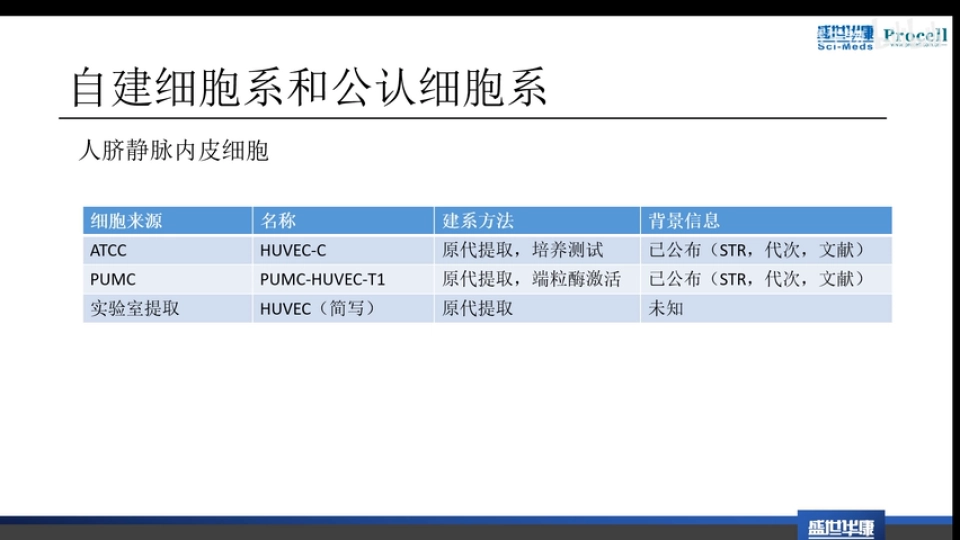 盛世华康 Procell
Sci-Meds
自建细胞系和公认细胞系
人脐静脉内皮细胞
细胞来源 名称 建系方法 背景信息
ATCC HUVEC-C 原代提取，培养测试 已公布（STR，代次，文献）
PUMC PUMC-HUVEC-T1 原代提取，端粒酶激活 已公布（STR，代次，文献）
实验室提取 HUVEC（简写） 原代提取 未知
盛世华康